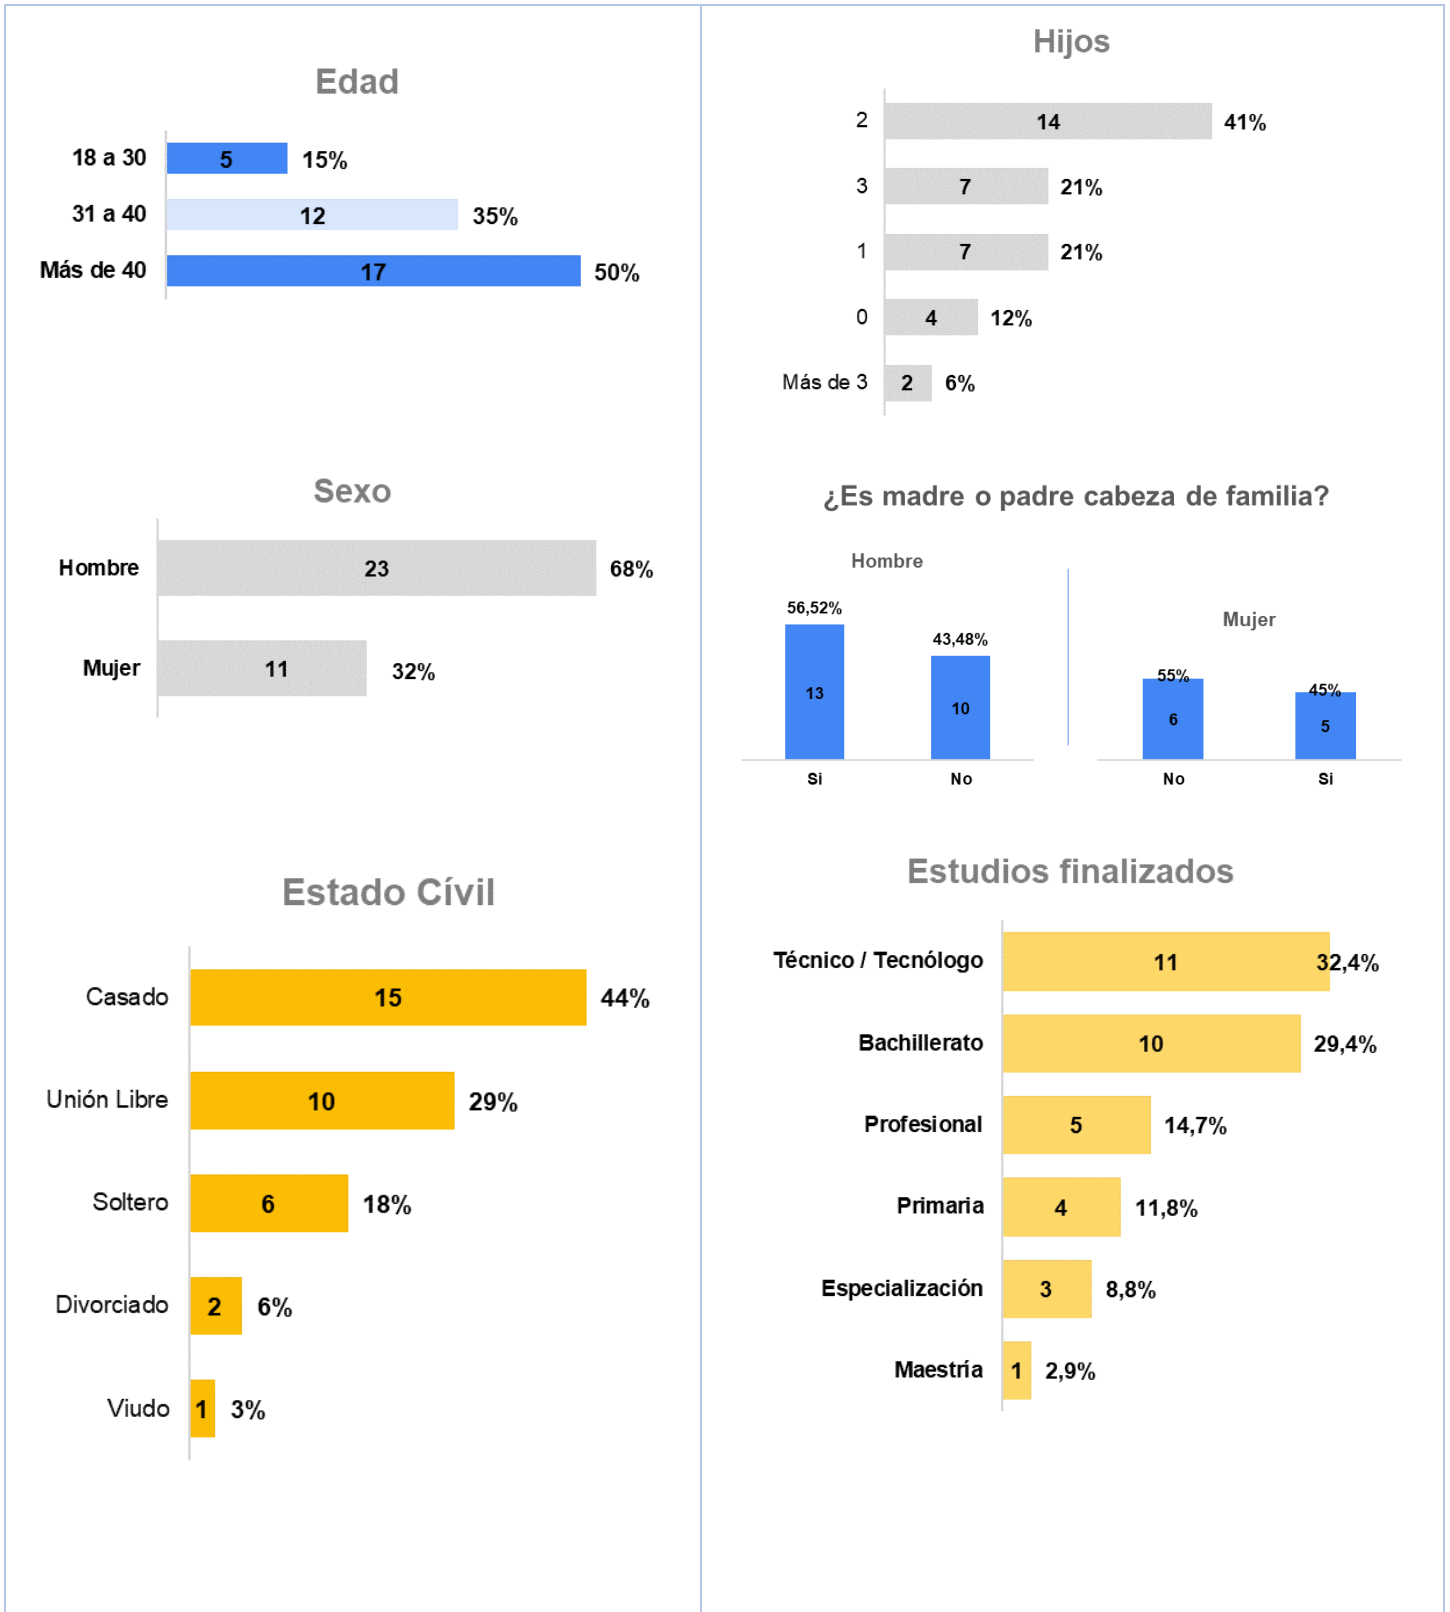 Edad
18 a 30 5 15%
31 a 40 12 35%
Más de 40 17 50%
Sexo
Hombre 23 68%
Mujer 11 32%
Estado Cívil
Casado 15 44%
Unión Libre 10 29%
Soltero 6 18%
Divorciado 2 6%
Viudo 1 3%
Hijos
2 14 41%
3 7 21%
1 7 21%
0 4 12%
Más de 3 2 6%
¿Es madre o padre cabeza de familia?
Hombre
56,52%
43,48%
13
10
Si No
Mujer
55%
45%
6
5
No Si
Estudios finalizados
Técnico / Tecnólogo 11 32,4%
Bachillerato 10 29,4%
Profesional 5 14,7%
Primaria 4 11,8%
Especialización 3 8,8%
Maestría 1 2,9%